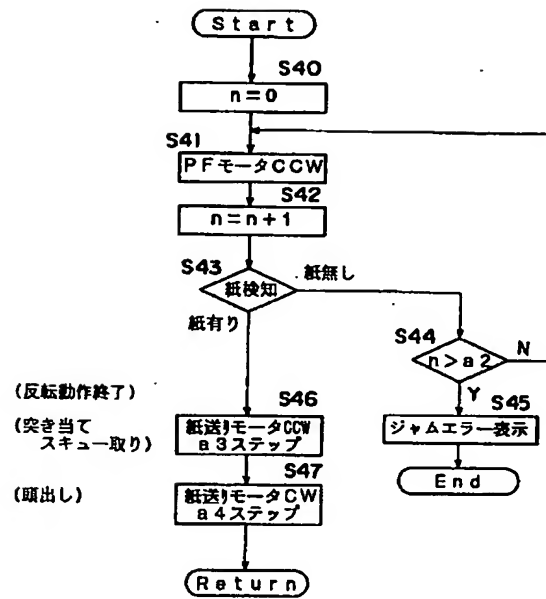 Start
S40
n=0
S41
PFモータCCW
S42
n=n+1
S43
紙検知
紙無し
紙有り
S44
n>a2
N
Y
S45
ジャムエラー表示
End
(反転動作終了)
S46
(突き当て
スキュー取り)
紙送りモータCCW
a3ステップ
S47
(頭出し)
紙送りモータCW
a4ステップ
Return